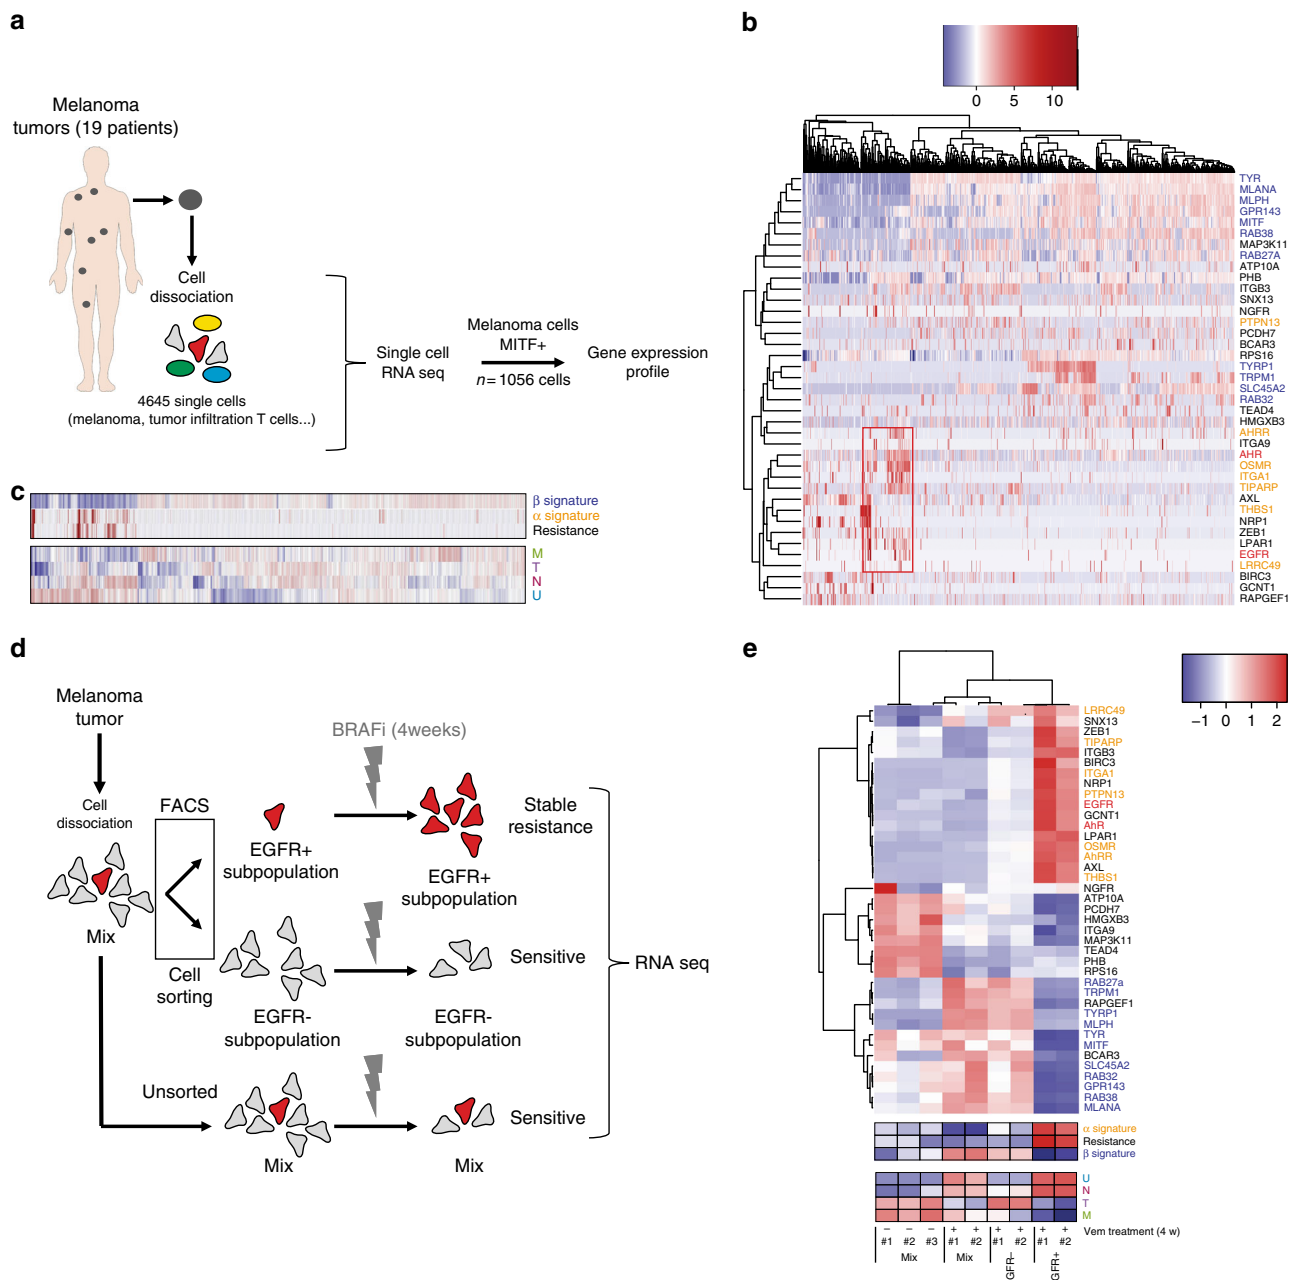 a
Melanoma
tumors (19 patients)
Cell
dissociation
4645 single cells
(melanoma, tumor infiltration T cells...)
Single cell
RNA seq
Melanoma cells
MITF+
n = 1056 cells
Gene expression
profile
b
0 5 10
TYR
MLANA
MLPH
GPR143
MITF
RAB38
MAP3K11
RAB27A
ATP10A
PHB
ITGB3
SNX13
NGFR
PTPN13
PCDH7
BCAR3
RPS16
TYRP1
TRPM1
SLC45A2
RAB32
TEAD4
HMGXB3
AHRR
ITGA9
AHR
OSMR
ITGA1
TIPARP
AXL
THBS1
NRP1
ZEB1
LPAR1
EGFR
LRRC49
BIRC3
GCNT1
RAPGEF1
c
β signature
α signature
Resistance
M
T
N
U
d
Melanoma
tumor
Cell
dissociation
Mix
FACS
Cell
sorting
BRAFi (4weeks)
EGFR+
subpopulation
EGFR+
subpopulation
Stable
resistance
EGFR-
subpopulation
EGFR-
subpopulation
Sensitive
Unsorted
Mix
Mix
Sensitive
RNA seq
e
−1 0 1 2
LRRC49
SNX13
ZEB1
TIPARP
ITGB3
BIRC3
ITGA1
NRP1
PTPN13
EGFR
GCNT1
AhR
LPAR1
OSMR
AhRR
AXL
THBS1
NGFR
ATP10A
PCDH7
HMGXB3
ITGA9
MAP3K11
TEAD4
PHB
RPS16
RAB27a
TRPM1
RAPGEF1
TYRP1
MLPH
TYR
MITF
BCAR3
SLC45A2
RAB32
GPR143
RAB38
MLANA
α signature
Resistance
β signature
U
N
T
M
− − − + + + + + + Vem treatment (4 w)
#1 #2 #3 #1 #2 #1 #2 #1 #2
Mix Mix GFR− GFR+